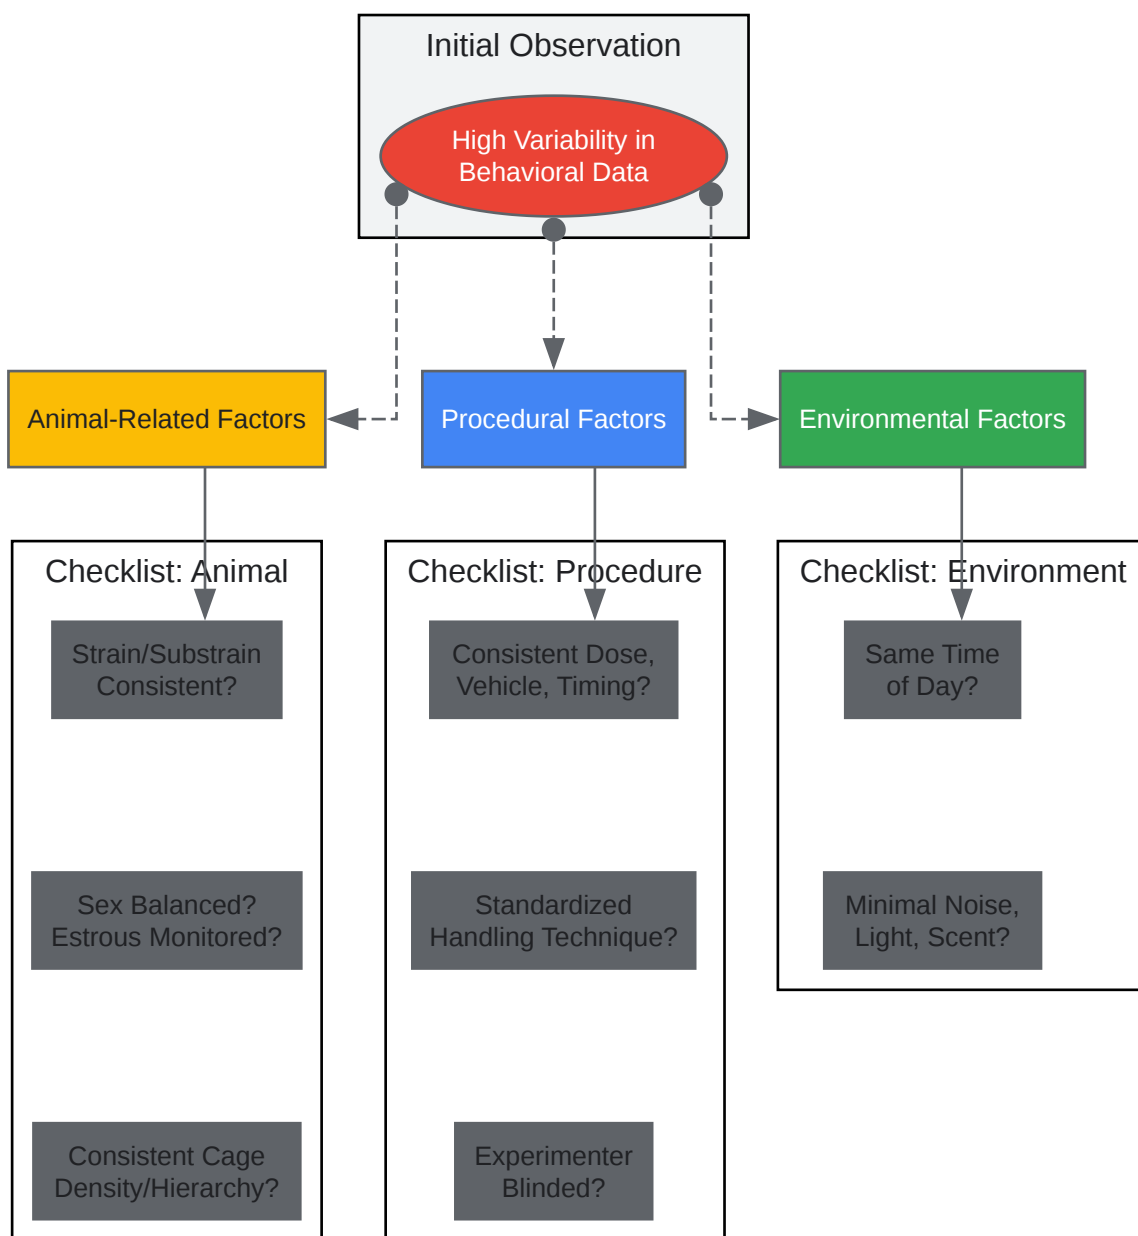 Initial Observation
High Variability in
Behavioral Data
Animal-Related Factors
Procedural Factors
Environmental Factors
Checklist: Animal
Strain/Substrain
Consistent?
Sex Balanced?
Estrous Monitored?
Consistent Cage
Density/Hierarchy?
Checklist: Procedure
Consistent Dose,
Vehicle, Timing?
Standardized
Handling Technique?
Experimenter
Blinded?
Checklist: Environment
Same Time
of Day?
Minimal Noise,
Light, Scent?